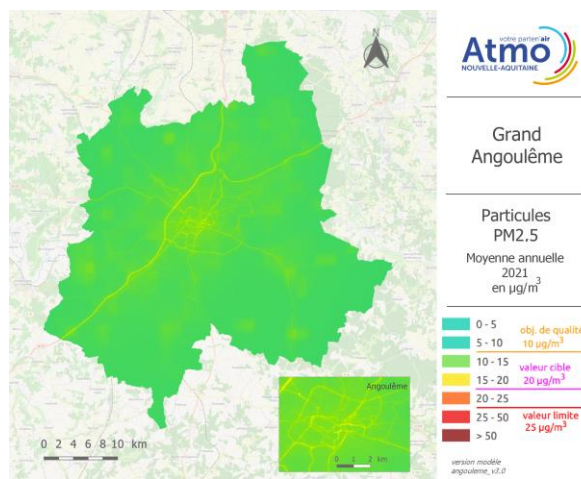 votre parten'air
Atmo
NOUVELLE-AQUITAINE
Grand
Angoulême
Particules
PM2.5
Moyenne annuelle
2021
en µg/m³
0 - 5
5 - 10
obj. de qualité
10 µg/m³
10 - 15
15 - 20
valeur cible
20 µg/m³
20 - 25
25 - 50
valeur limite
25 µg/m³
> 50
version modèle
angouleme_v3.0
Angoulême
0 1 2 km
0 2 4 6 8 10 km